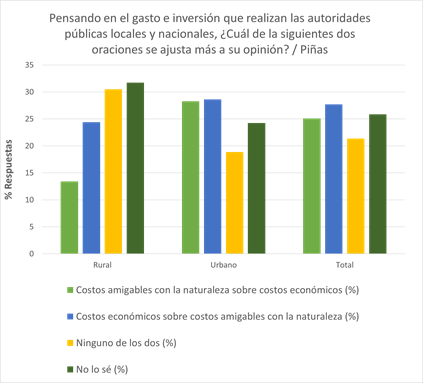 Pensando en el gasto e inversión que realizan las autoridades
públicas locales y nacionales, ¿Cuál de la siguientes dos
oraciones se ajusta más a su opinión? / Piñas
% Respuestas
35
30
25
20
15
10
5
0
Rural
Urbano
Total
Costos amigables con la naturaleza sobre costos económicos (%)
Costos económicos sobre costos amigables con la naturaleza (%)
Ninguno de los dos (%)
No lo sé (%)